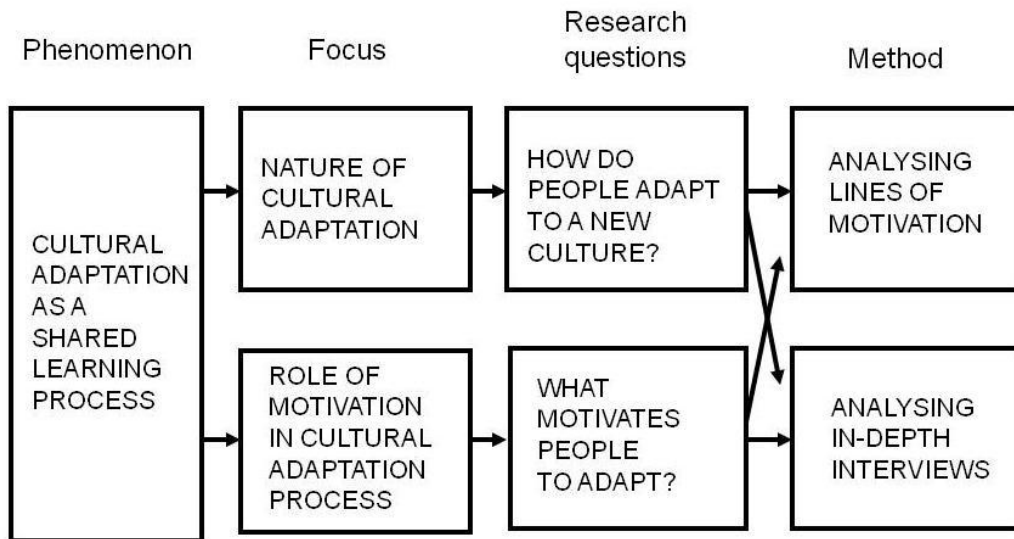 Phenomenon
Focus
Research
questions
Method
CULTURAL
ADAPTATION
AS A
SHARED
LEARNING
PROCESS
NATURE OF
CULTURAL
ADAPTATION
HOW DO
PEOPLE ADAPT
TO A NEW
CULTURE?
ANALYSING
LINES OF
MOTIVATION
ROLE OF
MOTIVATION
IN CULTURAL
ADAPTATION
PROCESS
WHAT
MOTIVATES
PEOPLE
TO ADAPT?
ANALYSING
IN-DEPTH
INTERVIEWS